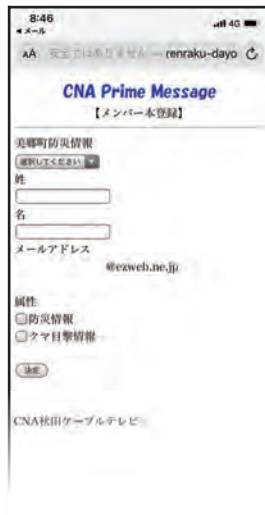 8:46
4G
◀メール
AA 安全ではありません — renraku-dayo
CNA Prime Message
【メンバー本登録】
美郷町防災情報
選択してください
姓
名
メールアドレス
@ezweb.ne.jp
属性
防災情報
クマ目撃情報
決定
CNA秋田ケーブルテレビ